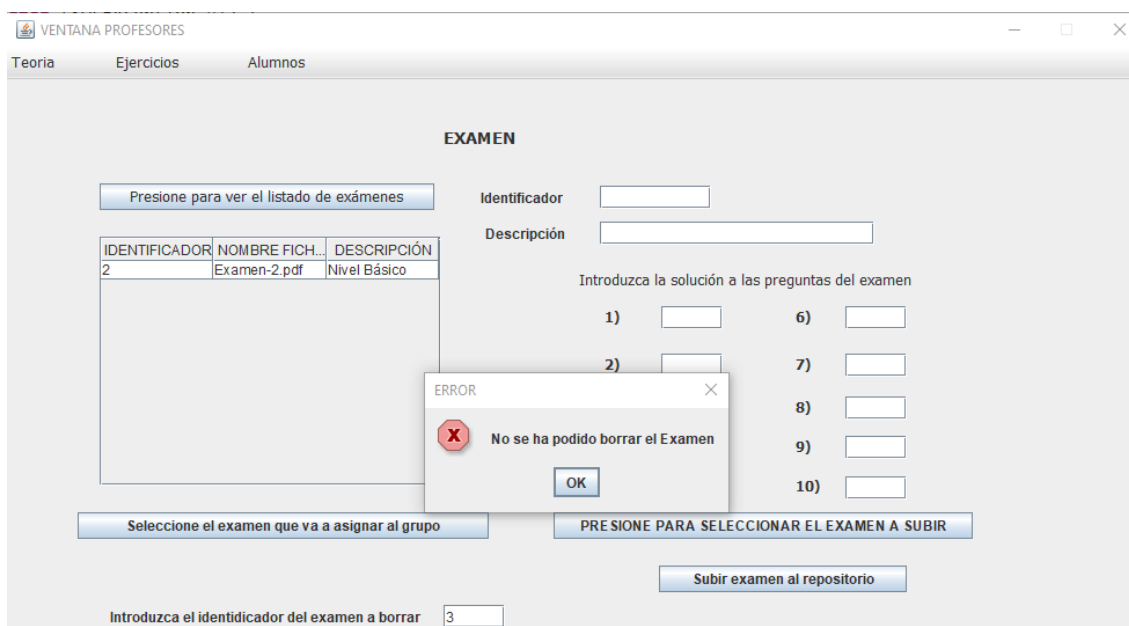 VENTANA PROFESORES
Teoria Ejercicios Alumnos
EXAMEN
Presione para ver el listado de exámenes
Identificador
Descripción
IDENTIFICADOR NOMBRE FICH... DESCRIPCIÓN
2 Examen-2.pdf Nivel Básico
Introduzca la solución a las preguntas del examen
1) 6)
2) 7)
ERROR
8)
No se ha podido borrar el Examen
9)
OK
10)
Seleccione el examen que va a asignar al grupo
PRESIONE PARA SELECCIONAR EL EXAMEN A SUBIR
Subir examen al repositorio
Introduzca el identidicador del examen a borrar 3